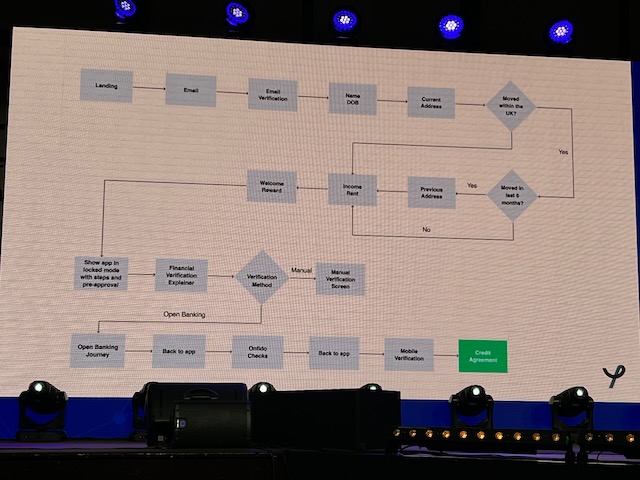 Landing
Email
Email
Verification
Name
DOB
Current
Address
Moved
within the
UK?
Yes
Welcome
Reward
Income
Rent
Previous
Address
Yes
Moved in
last 6
months?
No
Show app in
locked mode
with steps and
pre-approval
Financial
Verification
Explainer
Verification
Method
Manual
Manual
Verification
Screen
Open Banking
Open Banking
Journey
Back to app
Onfido
Checks
Back to app
Mobile
Verification
Credit
Agreement